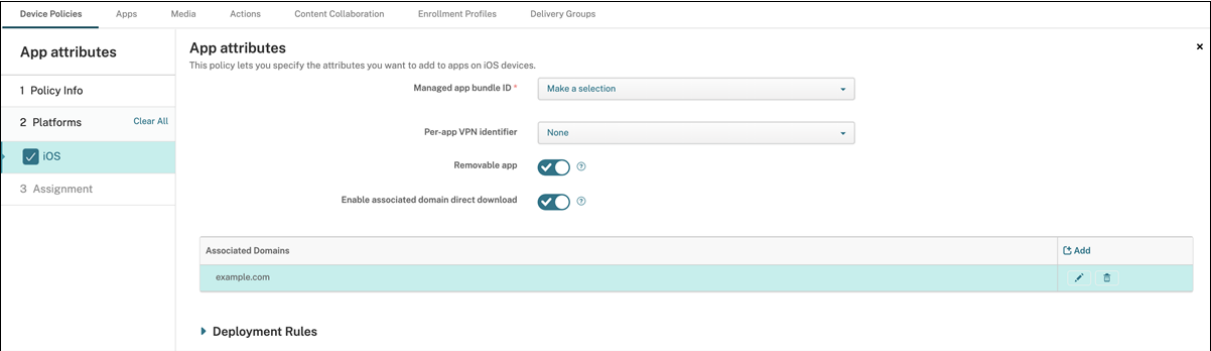 Device Policies Apps Media Actions Content Collaboration Enrollment Profiles Delivery Groups
App attributes
1 Policy Info
2 Platforms Clear All
iOS
3 Assignment
App attributes
This policy lets you specify the attributes you want to add to apps on iOS devices.
Managed app bundle ID * Make a selection
Per-app VPN identifier None
Removable app
Enable associated domain direct download
Associated Domains Add
example.com
Deployment Rules